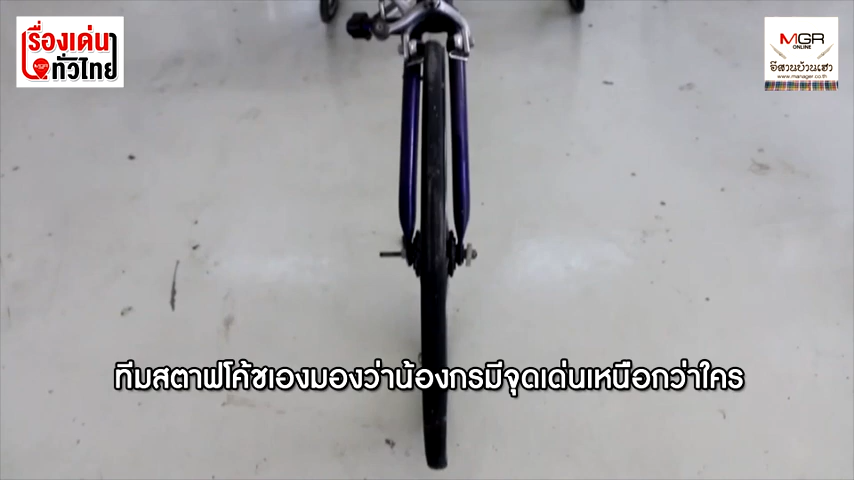 เรื่องเด่น
MGR
ทั่วไทย
MGR
ONLINE
อีสานบ้านเฮา
www.manager.co.th
ทีมสตาฟโค้ชเองมองว่าน้องกรมีจุดเด่นเหนือกว่าใคร